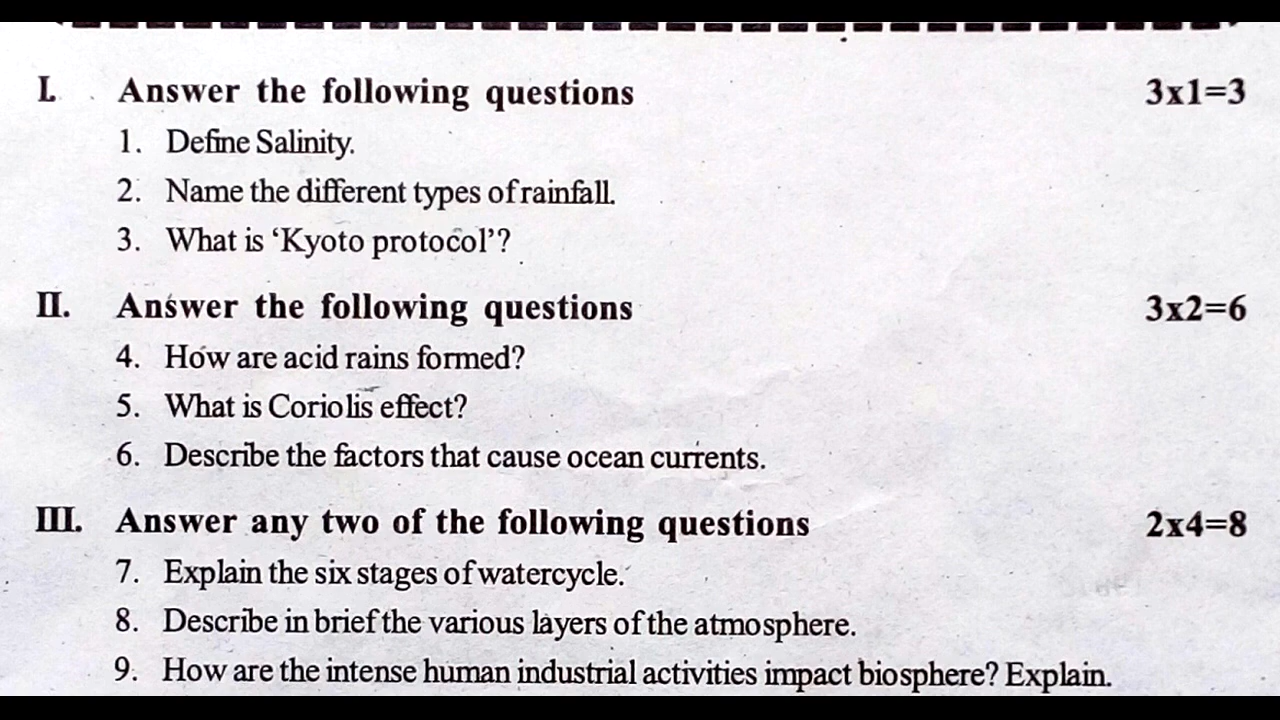 I. Answer the following questions 3x1=3
1. Define Salinity.
2. Name the different types of rainfall.
3. What is ‘Kyoto protocol’?
II. Answer the following questions 3x2=6
4. How are acid rains formed?
5. What is Coriolis effect?
6. Describe the factors that cause ocean currents.
III. Answer any two of the following questions 2x4=8
7. Explain the six stages of watercycle.
8. Describe in brief the various layers of the atmosphere.
9. How are the intense human industrial activities impact biosphere? Explain.